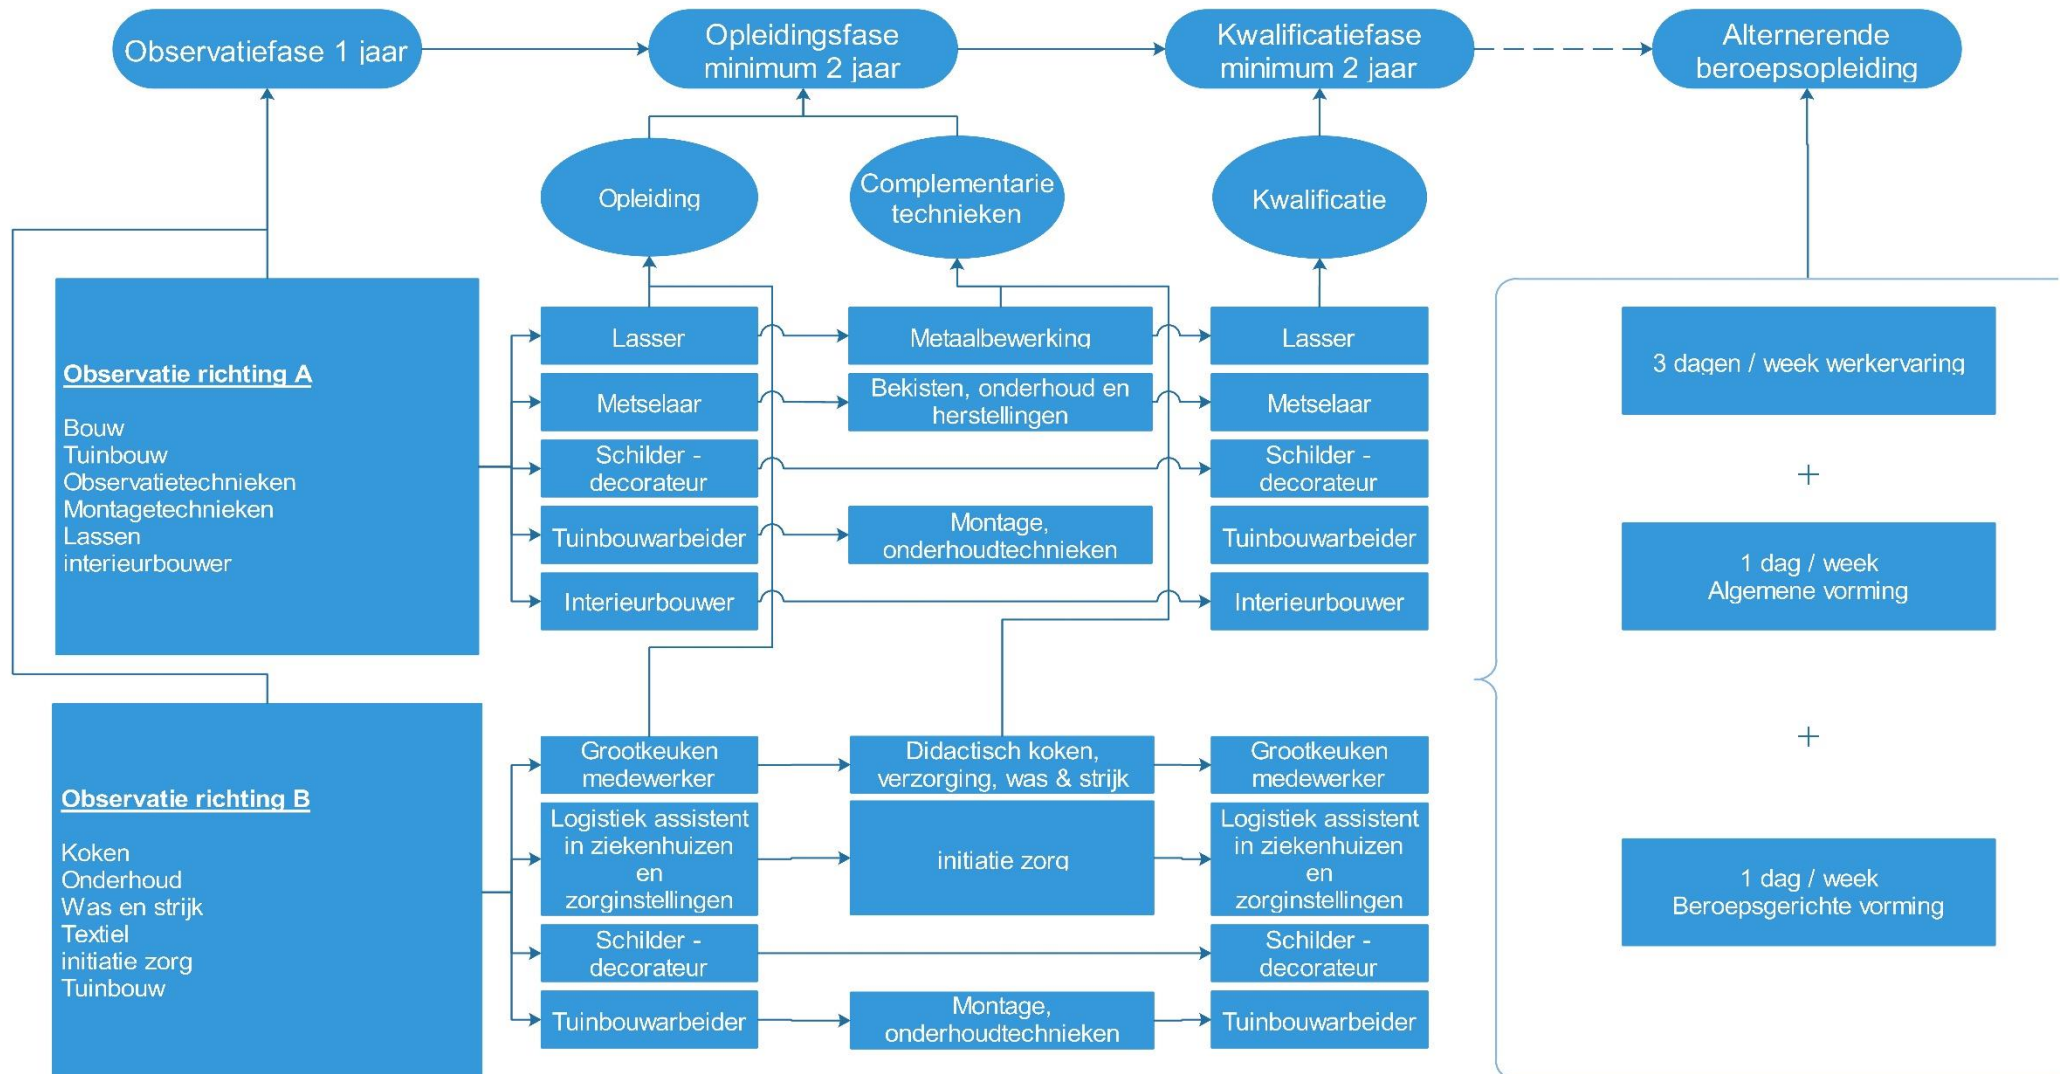 Observatiefase 1 jaar
Opleidingsfase
minimum 2 jaar
Kwalificatiefase
minimum 2 jaar
Alternerende
beroepsopleiding
Opleiding
Complementarie
technieken
Kwalificatie
Observatie richting A
Bouw
Tuinbouw
Observatietechnieken
Montagetechnieken
Lassen
interieurbouwer
Lasser
Metaalbewerking
Lasser
Metselaar
Bekisten, onderhoud en
herstellingen
Metselaar
Schilder -
decorateur
Schilder -
decorateur
Tuinbouwarbeider
Montage,
onderhoudtechnieken
Tuinbouwarbeider
Interieurbouwer
Interieurbouwer
Observatie richting B
Koken
Onderhoud
Was en strijk
Textiel
initiatie zorg
Tuinbouw
Grootkeuken
medewerker
Didactisch koken,
verzorging, was & strijk
Grootkeuken
medewerker
Logistiek assistent
in ziekenhuizen
en
zorginstellingen
initiatie zorg
Logistiek assistent
in ziekenhuizen
en
zorginstellingen
Schilder -
decorateur
Schilder -
decorateur
Tuinbouwarbeider
Montage,
onderhoudtechnieken
Tuinbouwarbeider
3 dagen / week werkervaring
+
1 dag / week
Algemene vorming
+
1 dag / week
Beroepsgerichte vorming